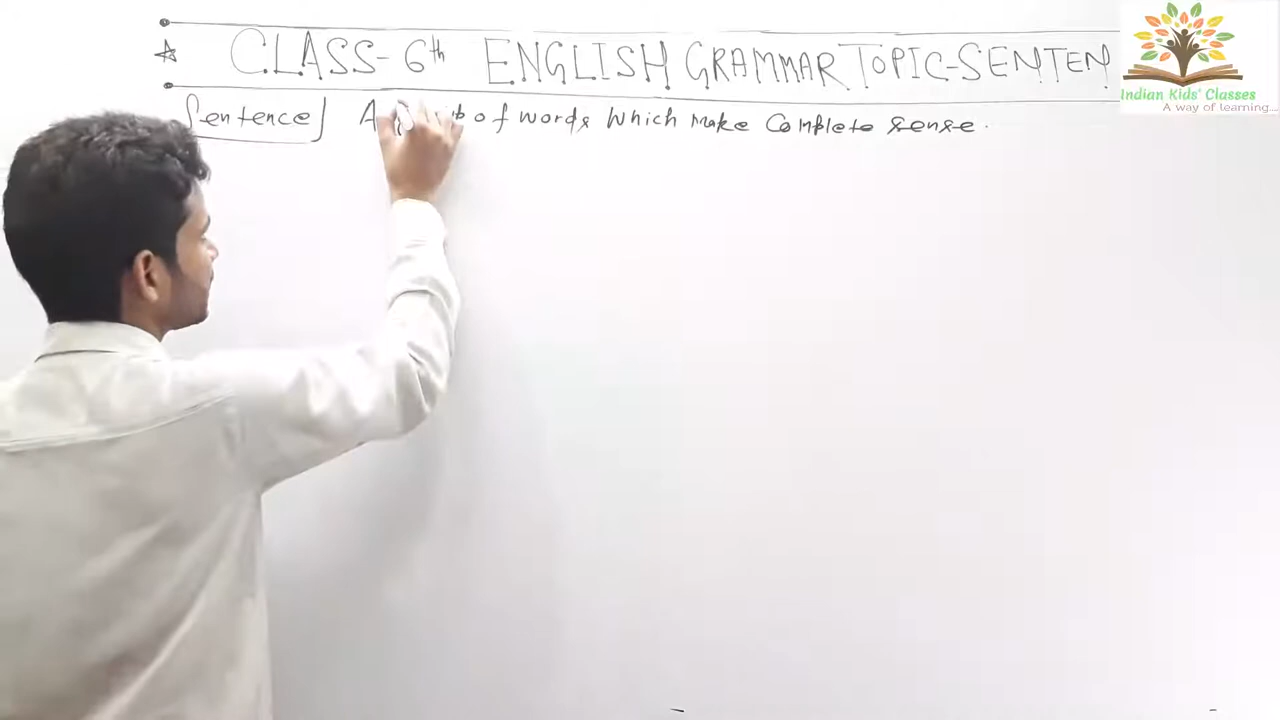 CLASS-6th ENGLISH GRAMMAR TOPIC-SENTEN
Indian Kids' Classes
A way of learning...
Sentence] A of words which make complete sense.